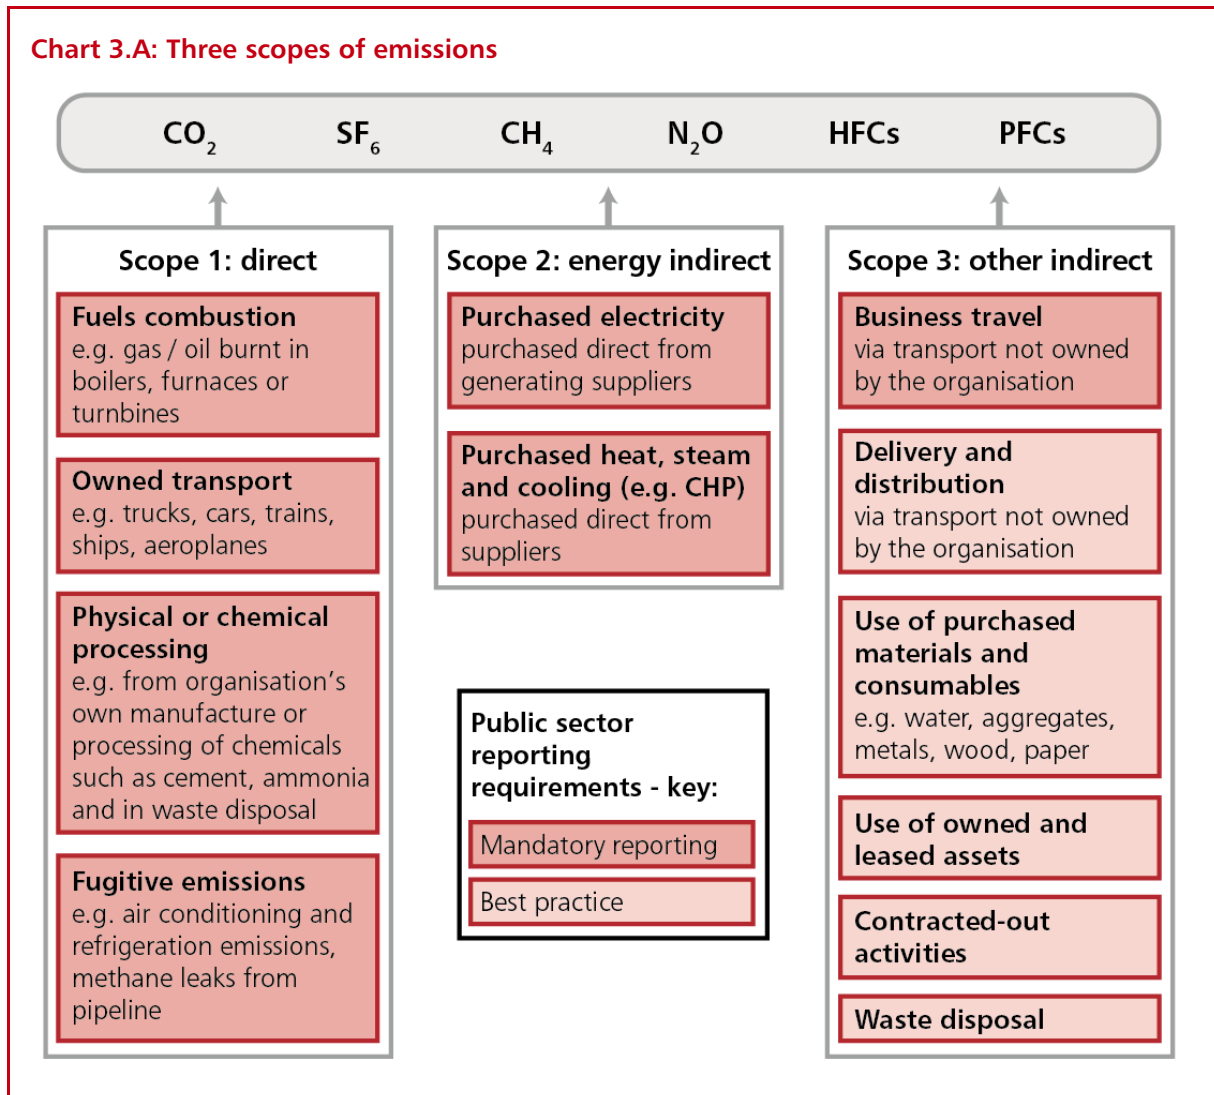 Chart 3.A: Three scopes of emissions
CO2 SF6 CH4 N2O HFCs PFCs
Scope 1: direct
Fuels combustion
e.g. gas / oil burnt in
boilers, furnaces or
turnbines
Owned transport
e.g. trucks, cars, trains,
ships, aeroplanes
Physical or chemical
processing
e.g. from organisation’s
own manufacture or
processing of chemicals
such as cement, ammonia
and in waste disposal
Fugitive emissions
e.g. air conditioning and
refrigeration emissions,
methane leaks from
pipeline
Scope 2: energy indirect
Purchased electricity
purchased direct from
generating suppliers
Purchased heat, steam
and cooling (e.g. CHP)
purchased direct from
suppliers
Public sector
reporting
requirements - key:
Mandatory reporting
Best practice
Scope 3: other indirect
Business travel
via transport not owned
by the organisation
Delivery and
distribution
via transport not owned
by the organisation
Use of purchased
materials and
consumables
e.g. water, aggregates,
metals, wood, paper
Use of owned and
leased assets
Contracted-out
activities
Waste disposal